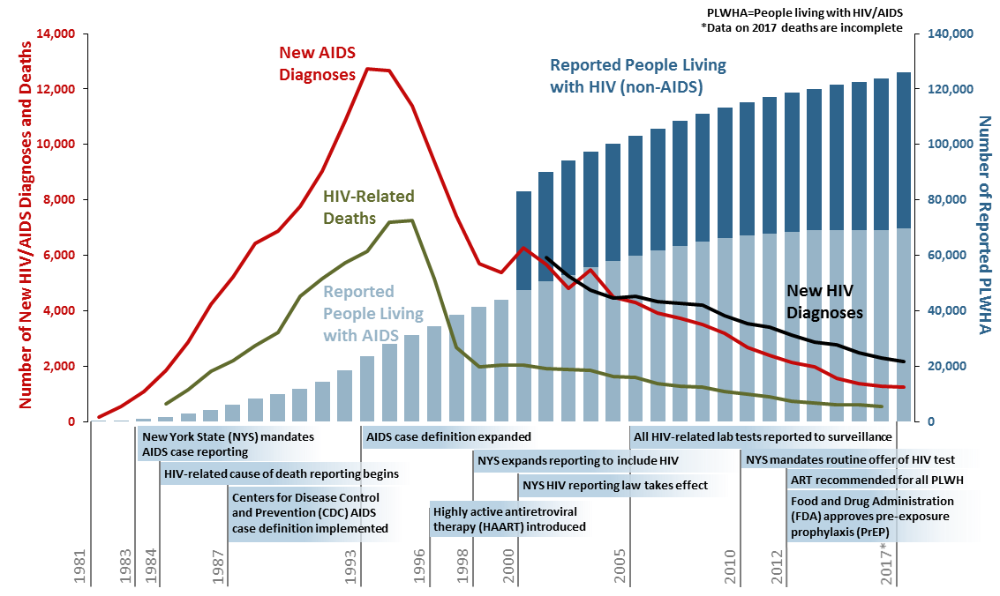 PLWHA=People living with HIV/AIDS
*Data on 2017 deaths are incomplete
Number of New HIV/AIDS Diagnoses and Deaths
14,000
12,000
10,000
8,000
6,000
4,000
2,000
0
New AIDS
Diagnoses
HIV-Related
Deaths
Reported
People Living
with AIDS
Reported People Living
with HIV (non-AIDS)
New HIV
Diagnoses
140,000
120,000
100,000
80,000
60,000
40,000
20,000
0
Number of Reported PLWHA
New York State (NYS) mandates
AIDS case reporting
HIV-related cause of death reporting begins
Centers for Disease Control
and Prevention (CDC) AIDS
case definition implemented
AIDS case definition expanded
Highly active antiretroviral
therapy (HAART) introduced
NYS expands reporting to include HIV
NYS HIV reporting law takes effect
All HIV-related lab tests reported to surveillance
NYS mandates routine offer of HIV test
ART recommended for all PLWH
Food and Drug Administration
(FDA) approves pre-exposure
prophylaxis (PrEP)
1981
1983
1984
1987
1993
1996
1998
2000
2005
2010
2012
2017*